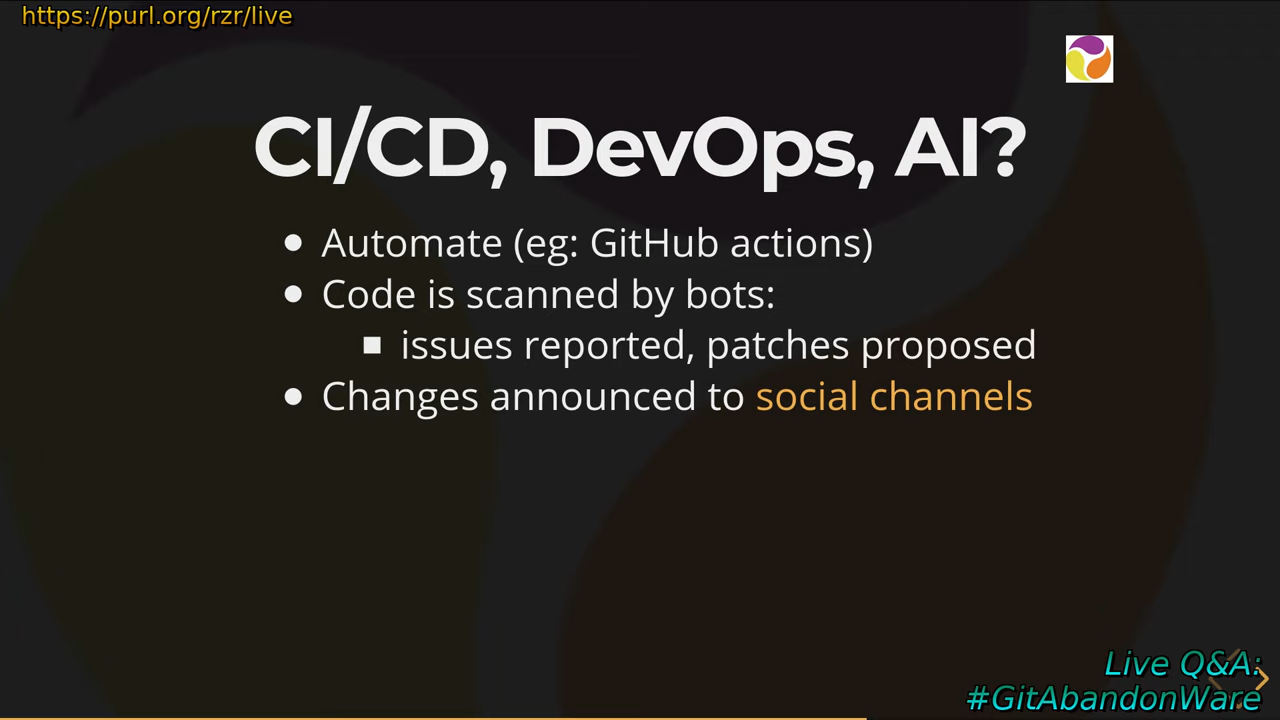 https://purl.org/rzr/live
CI/CD, DevOps, AI?
Automate (eg: GitHub actions)
Code is scanned by bots:
issues reported, patches proposed
Changes announced to social channels
Live Q&A:
#GitAbandonWare